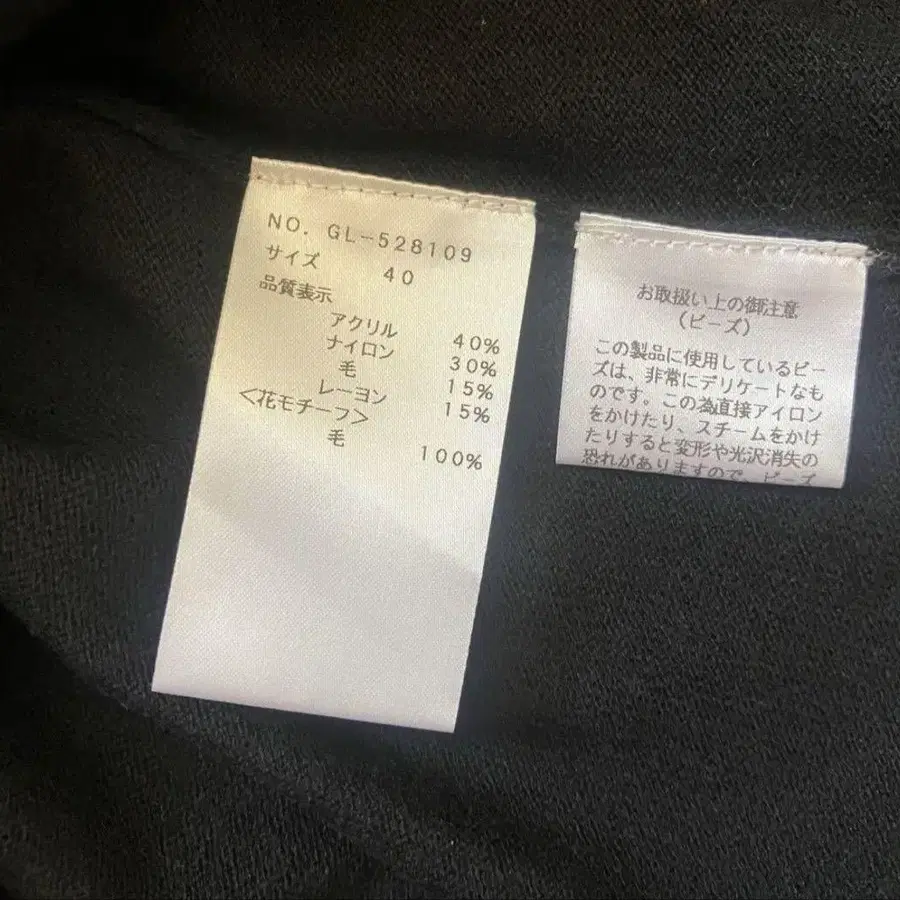 NO. GL-528109
サイズ 40
品質表示
アクリル 40%
ナイロン 30%
毛 15%
レーヨン 15%
<花モチーフ>
毛 100%
お取扱い上の御注意
(ビーズ)
この製品に使用しているビー
ズは、非常にデリケートなも
のです。この為直接アイロン
をかけたり、スチームをかけ
たりすると変形や光沢消失の
恐れがありますので、ビーズ